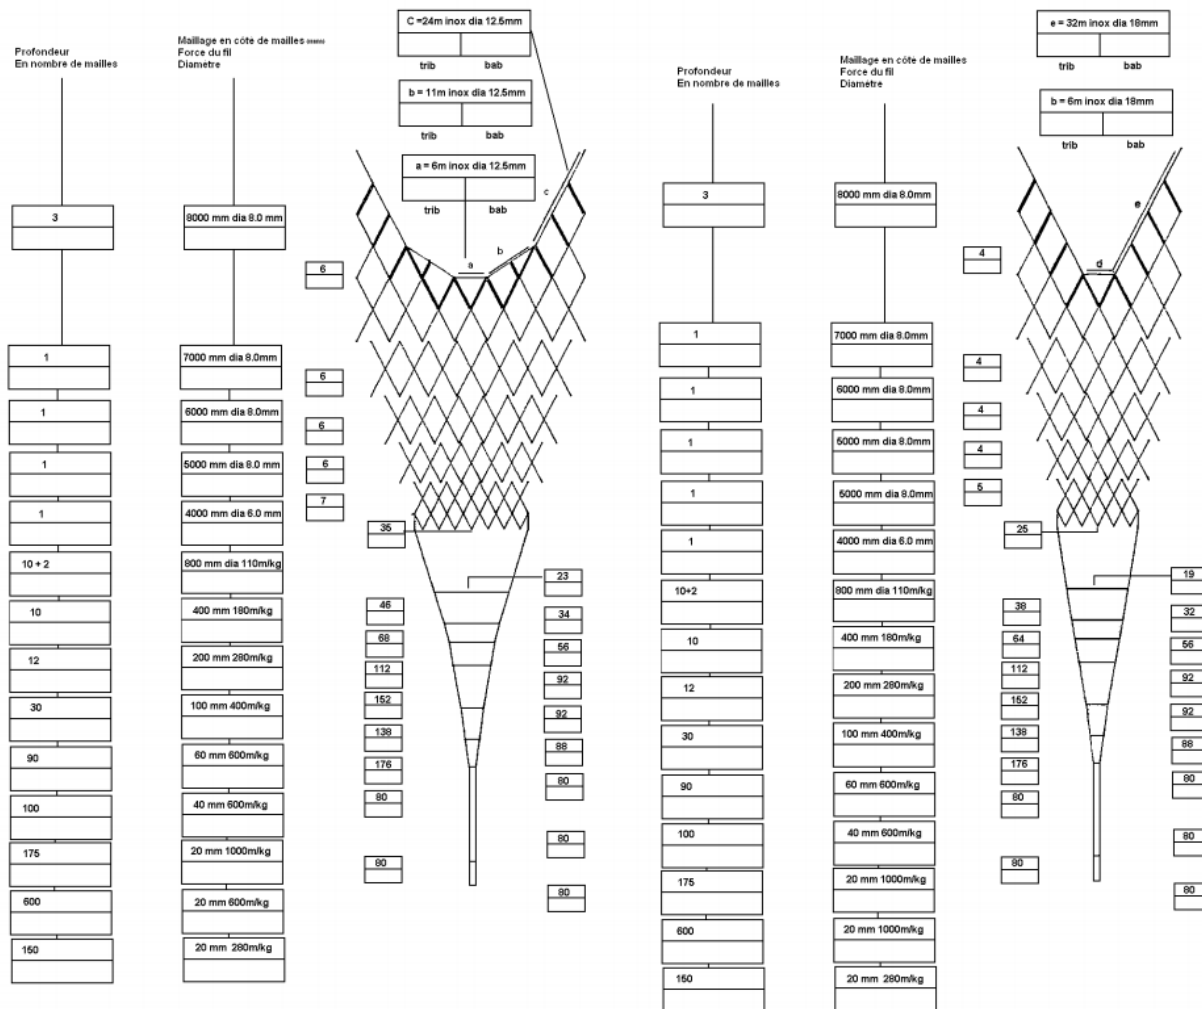 Profondeur
En nombre de mailles
3
1
1
1
1
10 + 2
10
12
30
90
100
175
600
150
Maillage en côté de mailles
Force du fil
Diamètre
8000 mm dia 8.0 mm
7000 mm dia 8.0mm
6000 mm dia 8.0mm
5000 mm dia 8.0 mm
4000 mm dia 6.0 mm
800 mm dia 110m/kg
400 mm 180m/kg
200 mm 280m/kg
100 mm 400m/kg
60 mm 600m/kg
40 mm 600m/kg
20 mm 1000m/kg
20 mm 600m/kg
20 mm 280m/kg
C =24m inox dia 12.5mm
trib bab
b = 11m inox dia 12.5mm
trib bab
a = 6m inox dia 12.5mm
trib bab
c
b
a
6
6
6
6
7
35
23
46
34
68
56
112
92
152
92
138
88
176
80
80
80
80
80
Profondeur
En nombre de mailles
3
1
1
1
1
1
10+2
10
12
30
90
100
175
600
150
Maillage en côté de mailles
Force du fil
Diamètre
8000 mm dia 8.0mm
7000 mm dia 8.0mm
6000 mm dia 8.0mm
5000 mm dia 8.0mm
5000 mm dia 8.0mm
4000 mm dia 6.0 mm
800 mm dia 110m/kg
400 mm 180m/kg
200 mm 280m/kg
100 mm 400m/kg
60 mm 600m/kg
40 mm 600m/kg
20 mm 1000m/kg
20 mm 1000m/kg
20 mm 280m/kg
e = 32m inox dia 18mm
trib bab
b = 6m inox dia 18mm
trib bab
e
d
4
4
4
4
5
25
19
38
32
64
56
112
92
152
92
138
88
176
80
80
80
80
80